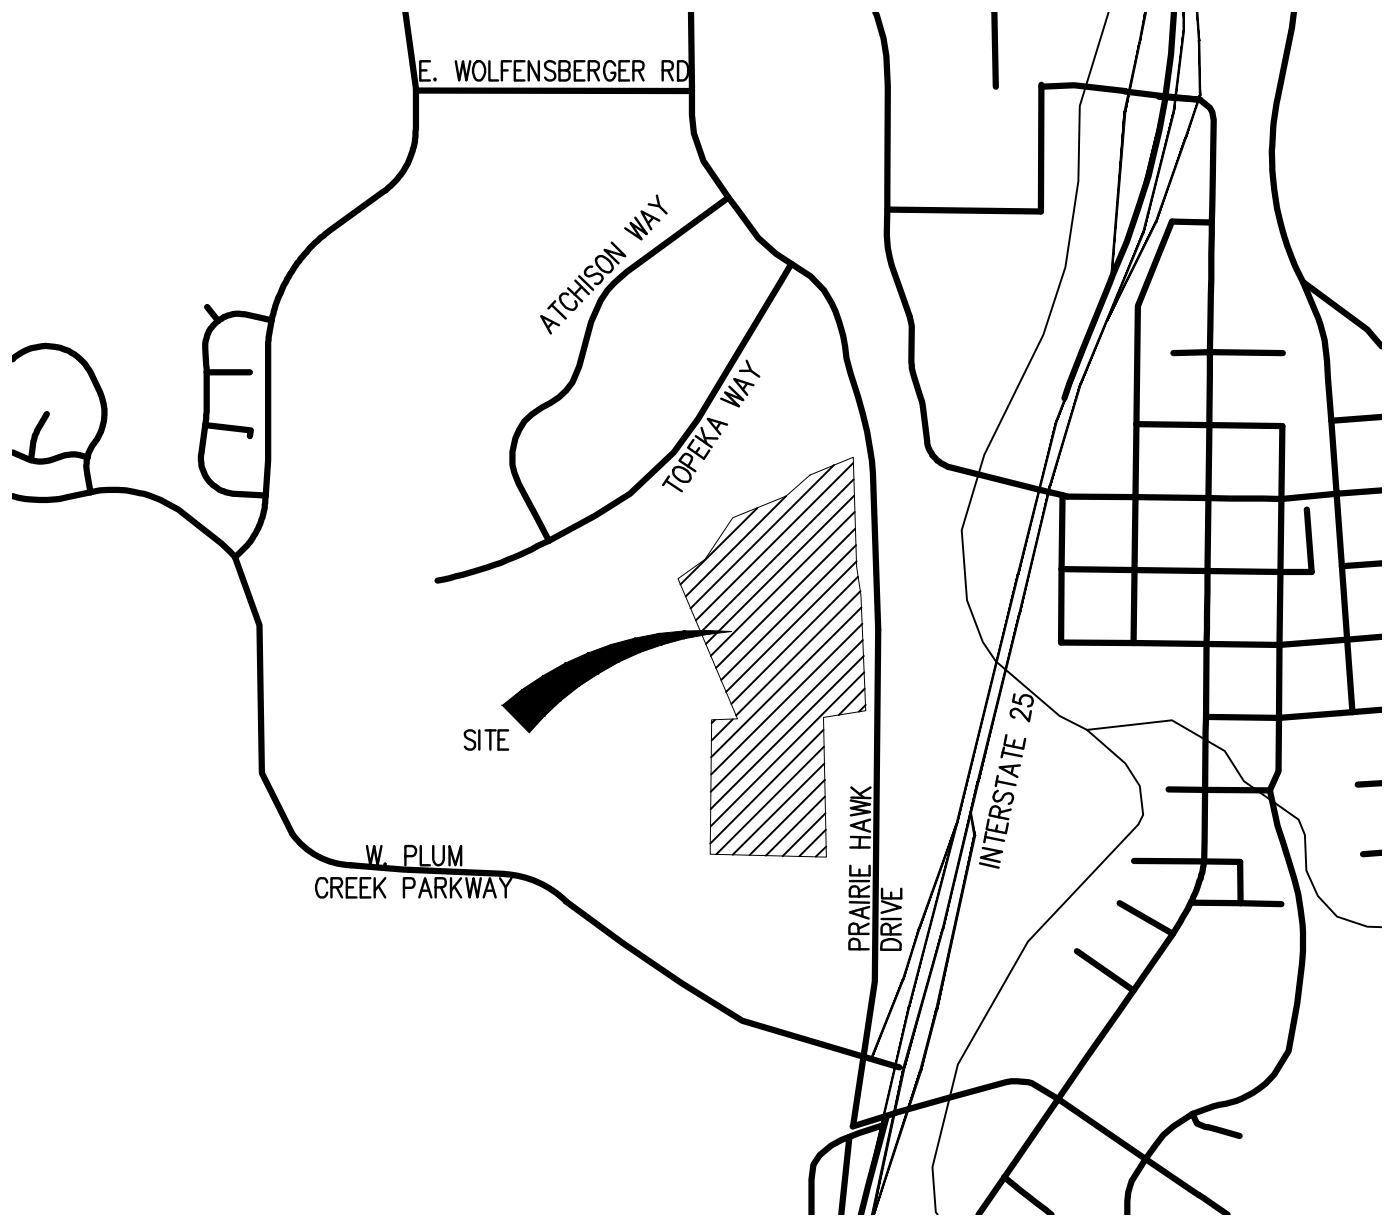 E. WOLFENSBERGER RD
ATCHISON WAY
TOPEKA WAY
SITE
INTERSTATE 25
W. PLUM
CREEK PARKWAY
PRAIRIE HAWK
DRIVE